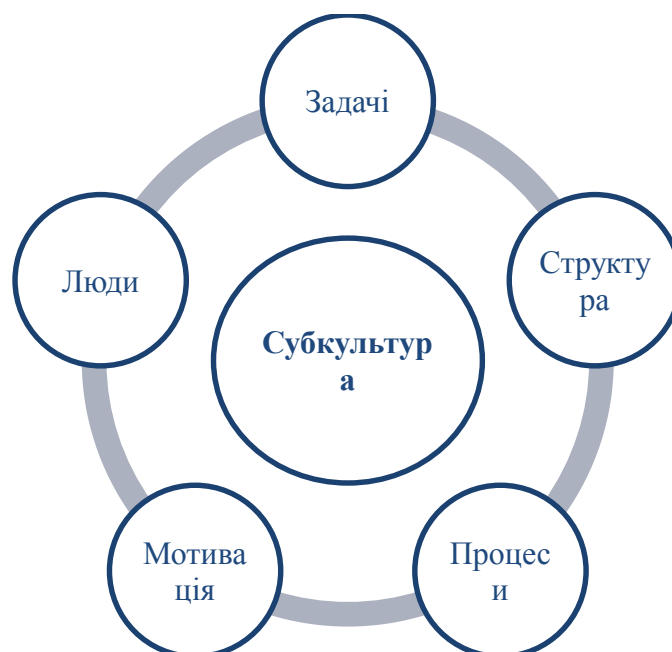 Задачі
Структу
ра
Процес
и
Мотива
ція
Люди
Субкультур
а